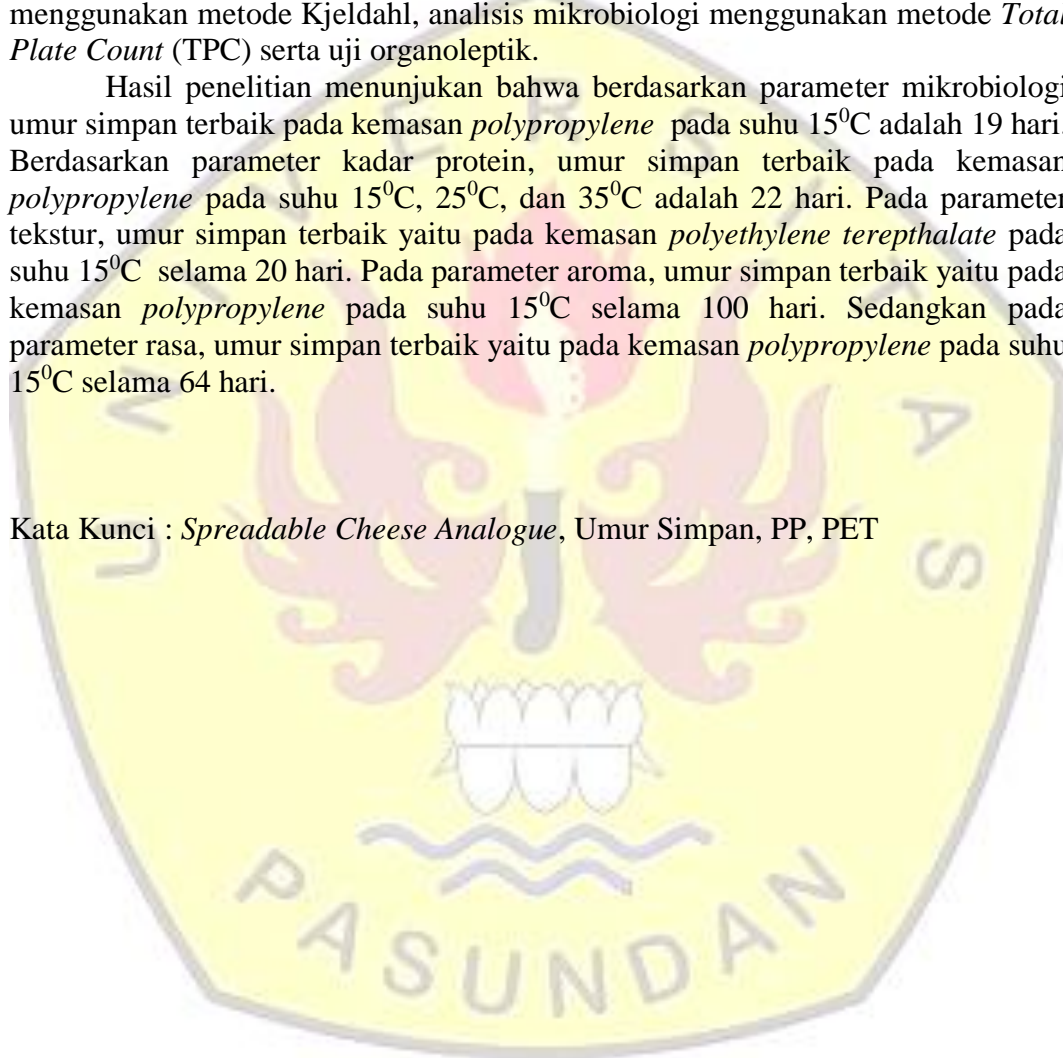 menggunakan metode Kjeldahl, analisis mikrobiologi menggunakan metode Total
Plate Count (TPC) serta uji organoleptik.
Hasil penelitian menunjukan bahwa berdasarkan parameter mikrobiologi
umur simpan terbaik pada kemasan polypropylene pada suhu 15⁰C adalah 19 hari.
Berdasarkan parameter kadar protein, umur simpan terbaik pada kemasan
polypropylene pada suhu 15⁰C, 25⁰C, dan 35⁰C adalah 22 hari. Pada parameter
tekstur, umur simpan terbaik yaitu pada kemasan polyethylene terepthalate pada
suhu 15⁰C selama 20 hari. Pada parameter aroma, umur simpan terbaik yaitu pada
kemasan polypropylene pada suhu 15⁰C selama 100 hari. Sedangkan pada
parameter rasa, umur simpan terbaik yaitu pada kemasan polypropylene pada suhu
15⁰C selama 64 hari.
Kata Kunci : Spreadable Cheese Analogue, Umur Simpan, PP, PET
UNIVERSITAS
PASUNDAN